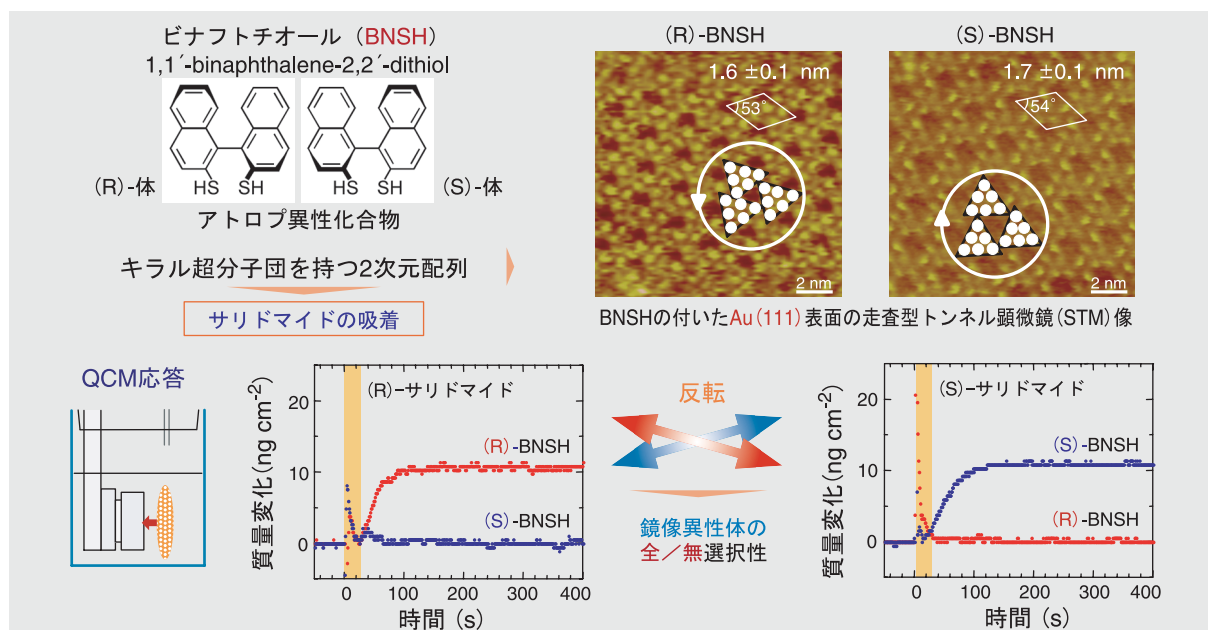 ビナフトチオール（BNSH）
1,1´-binaphthalene-2,2´-dithiol
(R)-体
HS
SH
HS
SH
(S)-体
アトロプ異性化合物
キラル超分子団を持つ2次元配列
サリドマイドの吸着
(R)-BNSH
1.6 ±0.1 nm
53°
2 nm
(S)-BNSH
1.7 ±0.1 nm
54°
2 nm
BNSHの付いたAu(111)表面の走査型トンネル顕微鏡(STM)像
QCM応答
質量変化(ng cm⁻²)
20
10
0
(R)-サリドマイド
(R)-BNSH
(S)-BNSH
0 100 200 300 400
時間 (s)
反転
鏡像異性体の
全／無選択性
質量変化(ng cm⁻²)
20
10
0
(S)-サリドマイド
(S)-BNSH
(R)-BNSH
0 100 200 300 400
時間 (s)